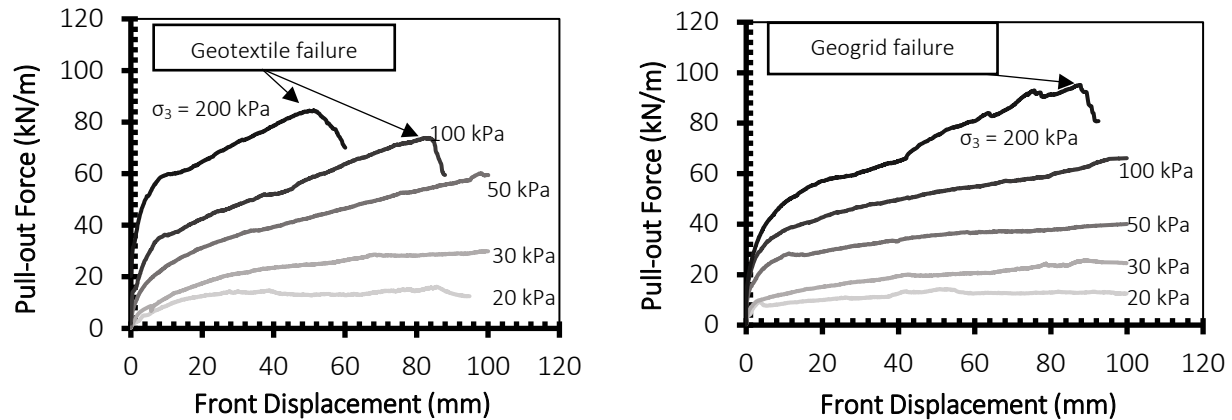 120
100
80
60
40
20
0
Pull-out Force (kN/m)
Geotextile failure
σ₃ = 200 kPa
100 kPa
50 kPa
30 kPa
20 kPa
0 20 40 60 80 100 120
Front Displacement (mm)
120
100
80
60
40
20
0
Pull-out Force (kN/m)
Geogrid failure
σ₃ = 200 kPa
100 kPa
50 kPa
30 kPa
20 kPa
0 20 40 60 80 100 120
Front Displacement (mm)